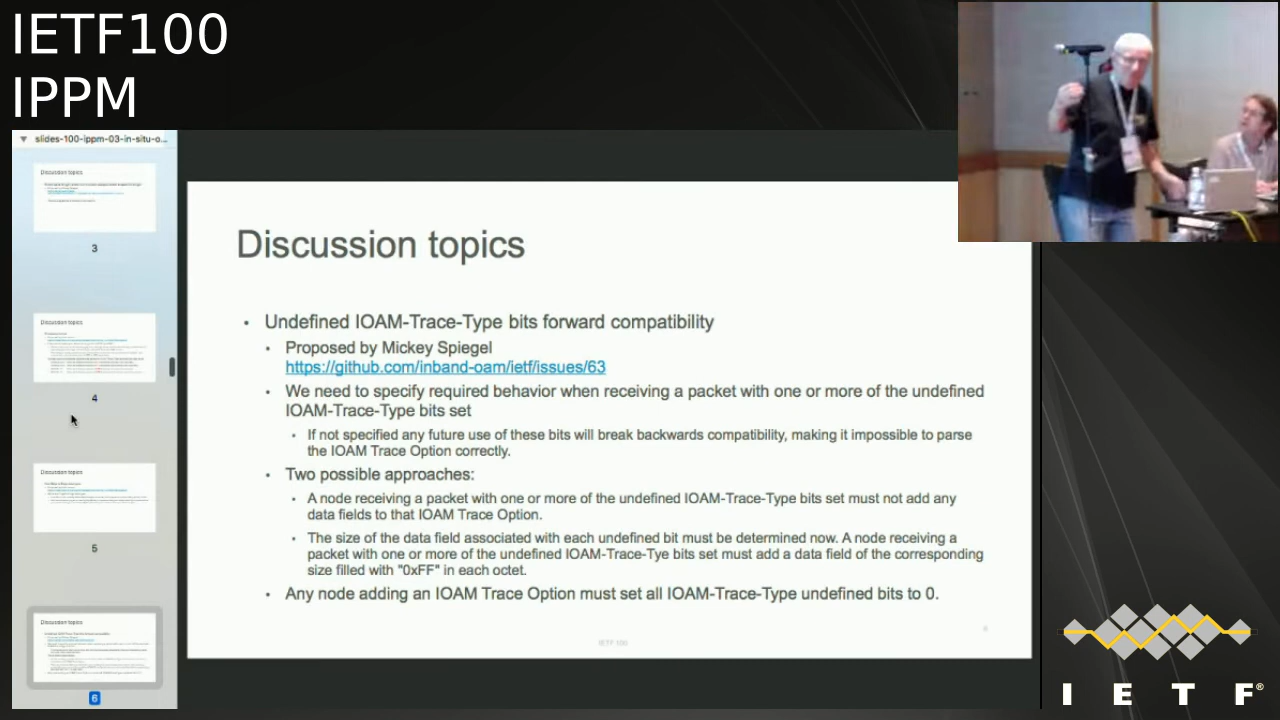 IETF100
IPPM
slides-100-ippm-03-in-situ-o...
Discussion topics
3
Discussion topics
4
Discussion topics
5
Discussion topics
6
Discussion topics
• Undefined IOAM-Trace-Type bits forward compatibility
• Proposed by Mickey Spiegel
https://github.com/inband-oam/ietf/issues/63
• We need to specify required behavior when receiving a packet with one or more of the undefined
IOAM-Trace-Type bits set
• If not specified any future use of these bits will break backwards compatibility, making it impossible to parse
the IOAM Trace Option correctly.
• Two possible approaches:
• A node receiving a packet with one or more of the undefined IOAM-Trace-Type bits set must not add any
data fields to that IOAM Trace Option.
• The size of the data field associated with each undefined bit must be determined now. A node receiving a
packet with one or more of the undefined IOAM-Trace-Tye bits set must add a data field of the corresponding
size filled with "0xFF" in each octet.
• Any node adding an IOAM Trace Option must set all IOAM-Trace-Type undefined bits to 0.
6
IETF 100
I E T F®